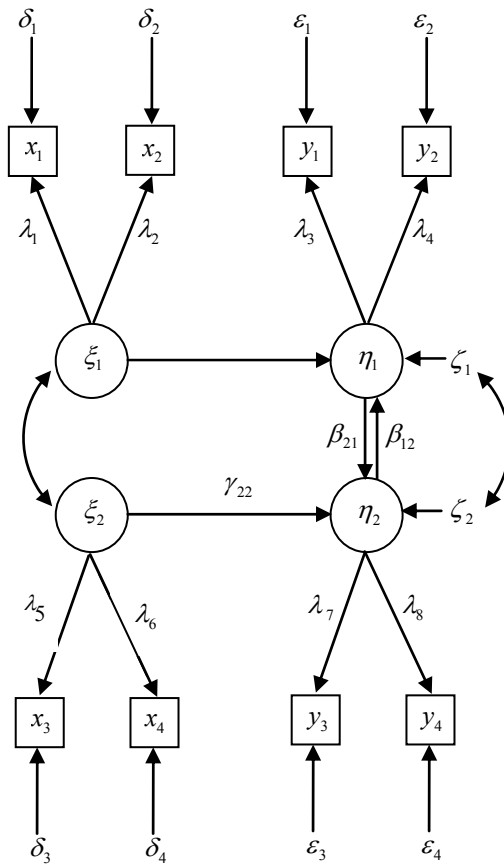 δ₁ δ₂ ε₁ ε₂
x₁ x₂ y₁ y₂
λ₁ λ₂ λ₃ λ₄
ξ₁ η₁ ζ₁
β₂₁ β₁₂
γ₂₂
ξ₂ η₂ ζ₂
λ₅ λ₆ λ₇ λ₈
x₃ x₄ y₃ y₄
δ₃ δ₄ ε₃ ε₄